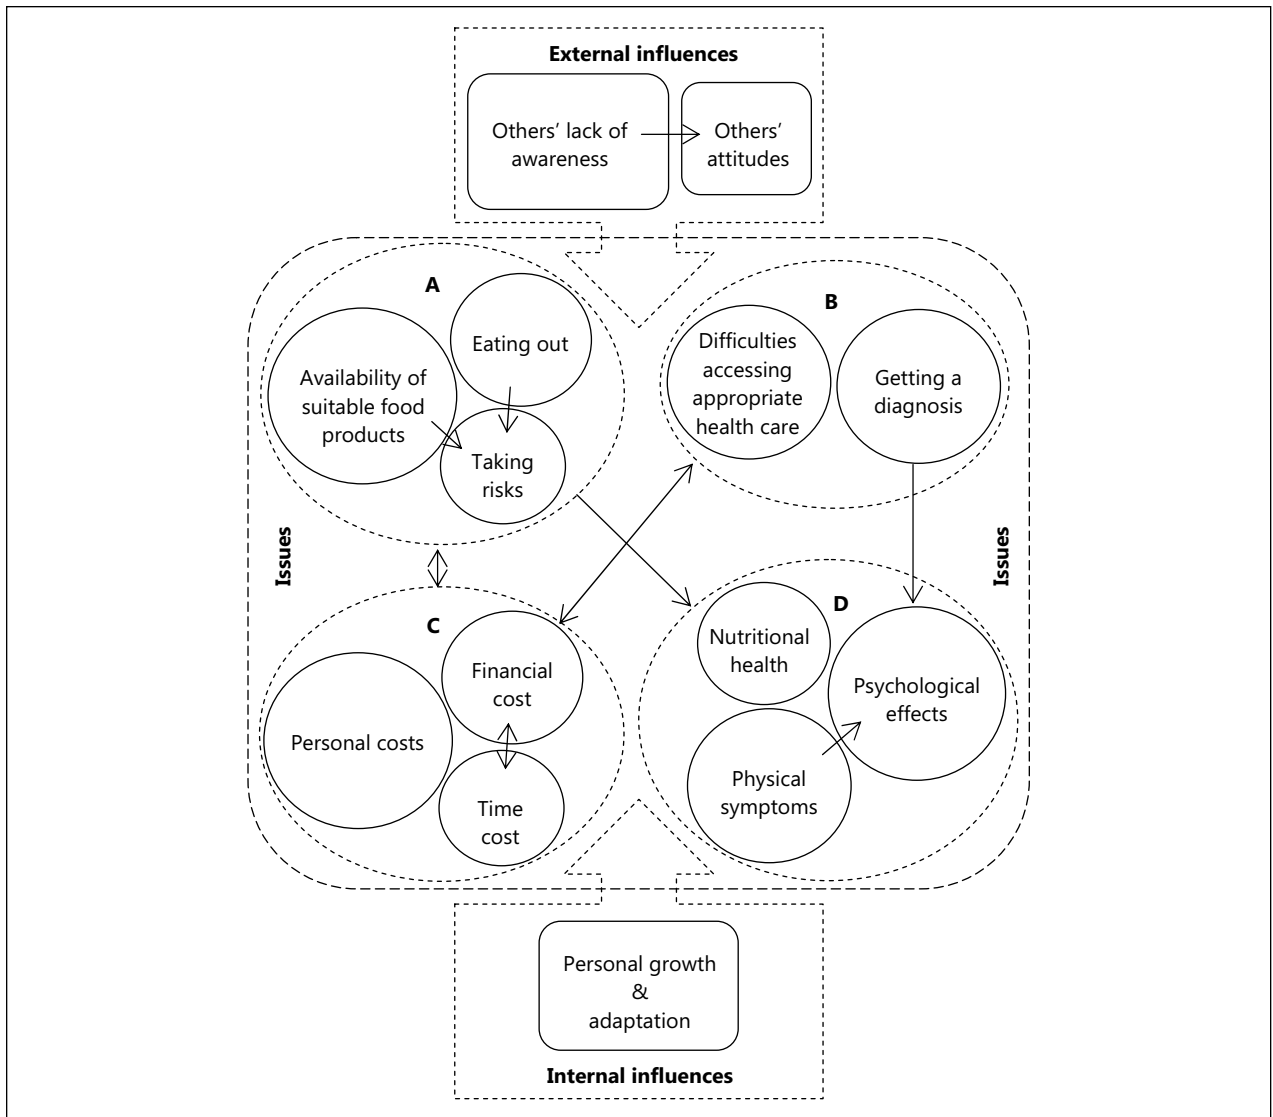 External influences
Others’ lack of
awareness
Others’
attitudes
A
Eating out
Availability of
suitable food
products
Taking
risks
B
Difficulties
accessing
appropriate
health care
Getting a
diagnosis
Issues
Issues
C
Financial
cost
Personal costs
Time
cost
D
Nutritional
health
Psychological
effects
Physical
symptoms
Personal growth
&
adaptation
Internal influences